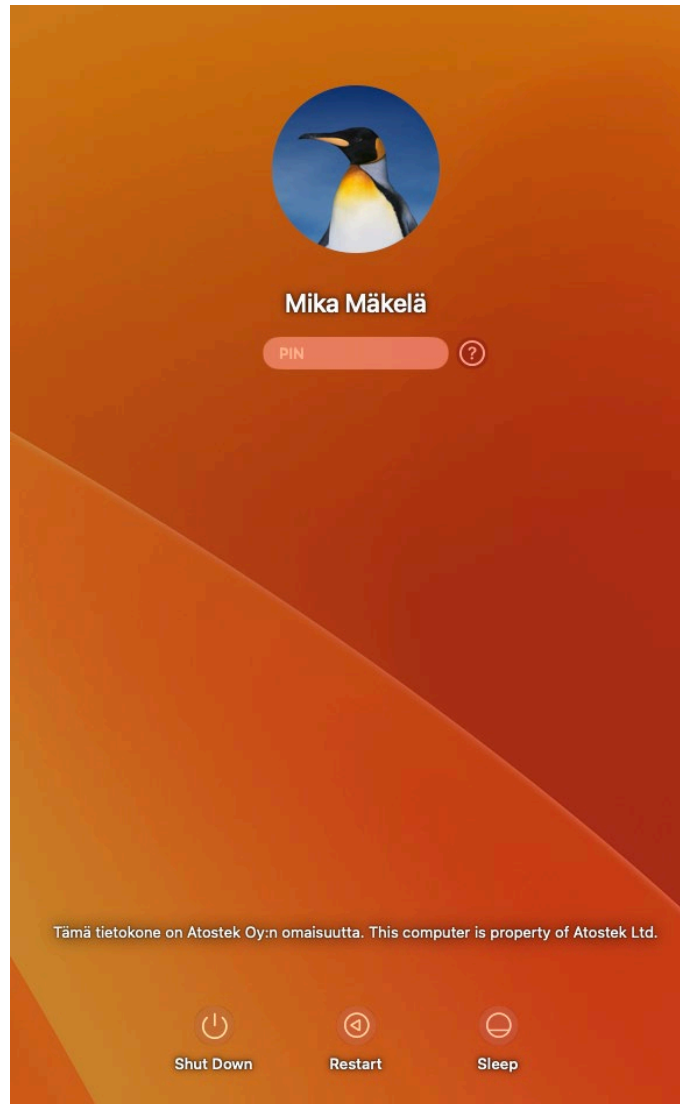 Mika Mäkelä
PIN
?
Tämä tietokone on Atostek Oy:n omaisuutta. This computer is property of Atostek Ltd.
Shut Down Restart Sleep